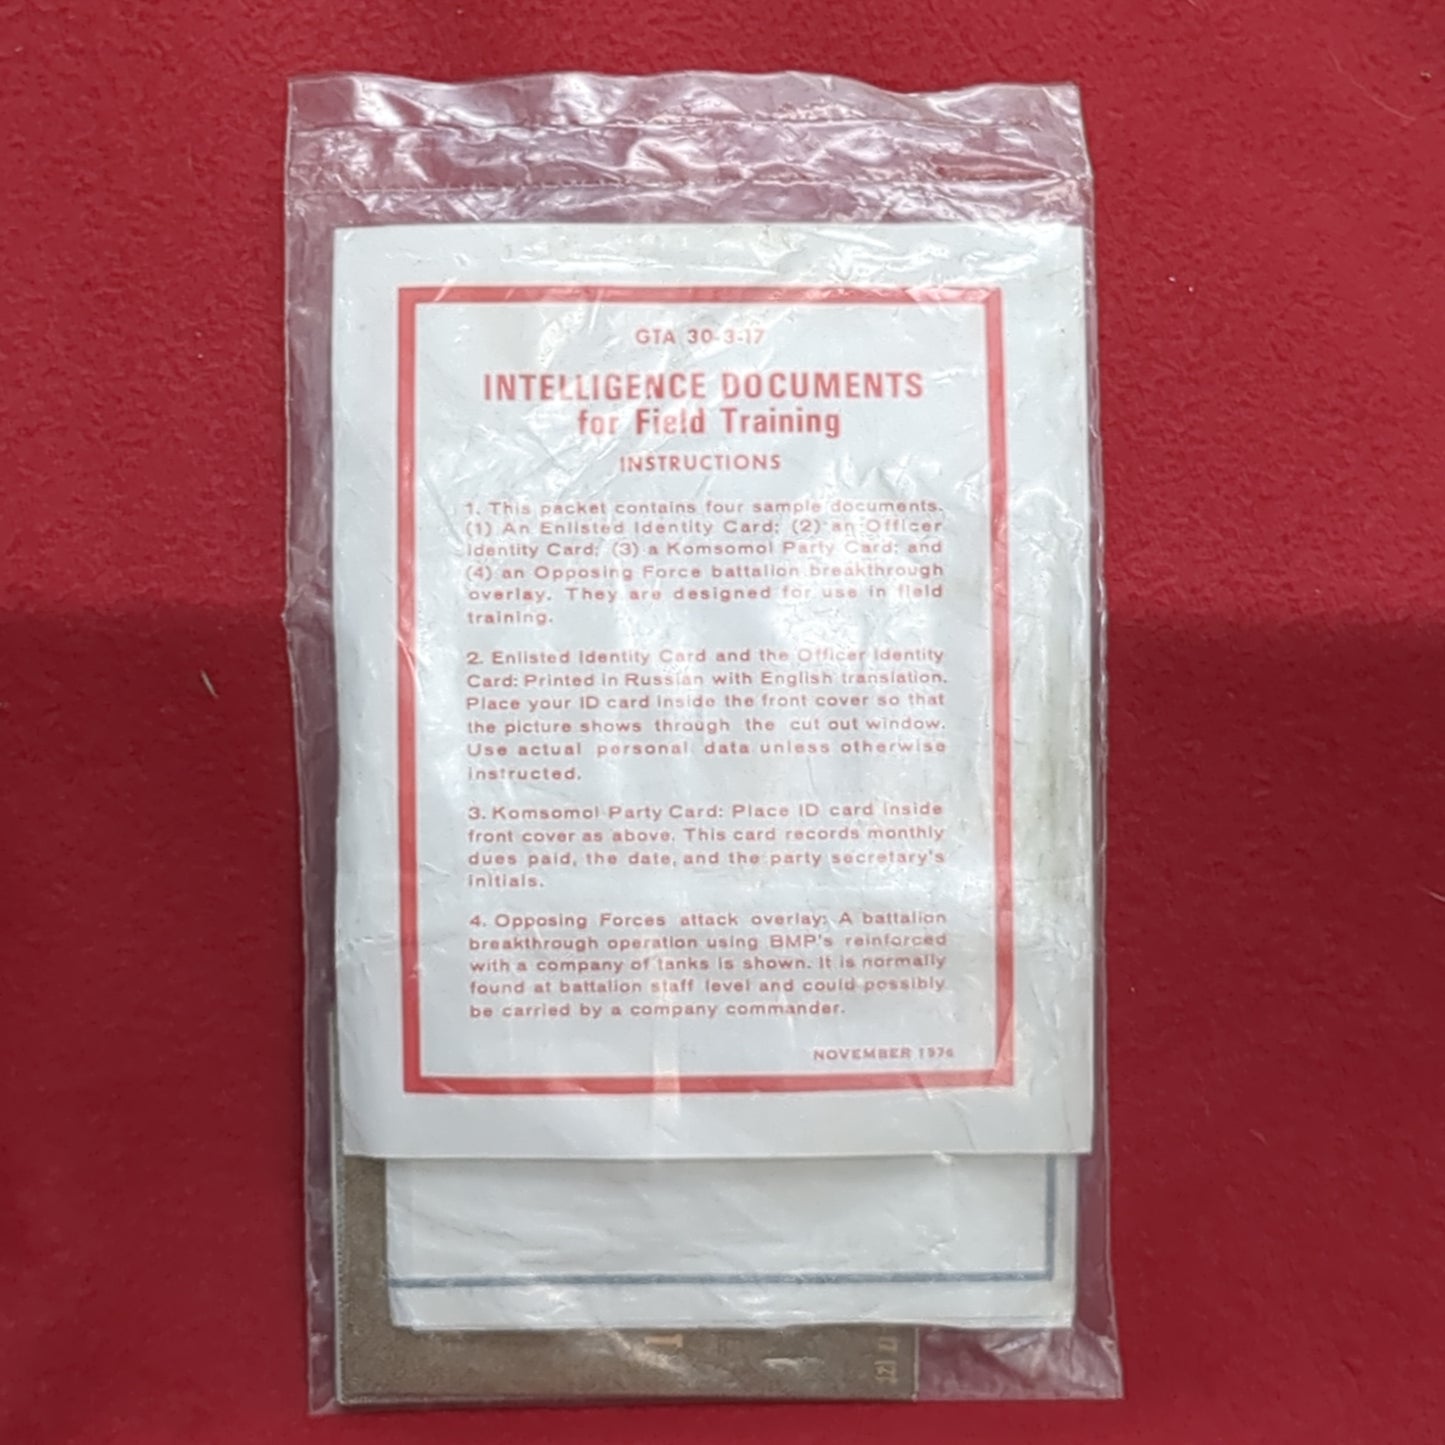 GTA 30-3-17
INTELLIGENCE DOCUMENTS
for Field Training
INSTRUCTIONS
1. This packet contains four sample documents.
(1) An Enlisted Identity Card; (2) an Officer
Identity Card; (3) a Komsomol Party Card; and
(4) an Opposing Force battalion breakthrough
overlay. They are designed for use in field
training.
2. Enlisted Identity Card and the Officer Identity
Card: Printed in Russian with English translation.
Place your ID card inside the front cover so that
the picture shows through the cut out window.
Use actual personal data unless otherwise
instructed.
3. Komsomol Party Card: Place ID card inside
front cover as above. This card records monthly
dues paid, the date, and the party secretary's
initials.
4. Opposing Forces attack overlay: A battalion
breakthrough operation using BMP's reinforced
with a company of tanks is shown. It is normally
found at battalion staff level and could possibly
be carried by a company commander.
NOVEMBER 1976